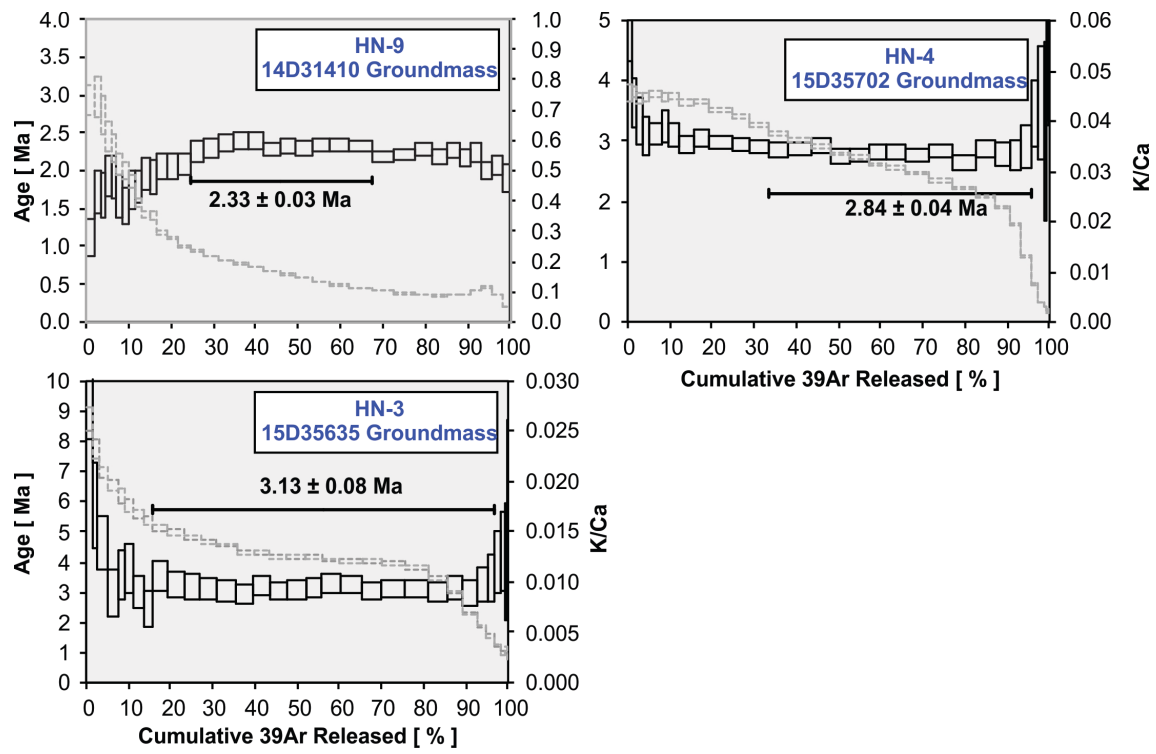 4.0
3.5
3.0
2.5
2.0
1.5
1.0
0.5
0.0
Age [ Ma ]
HN-9
14D31410 Groundmass
2.33 ± 0.03 Ma
1.0
0.9
0.8
0.7
0.6
0.5
0.4
0.3
0.2
0.1
0.0
0 10 20 30 40 50 60 70 80 90 100
5
4
3
2
1
0
HN-4
15D35702 Groundmass
2.84 ± 0.04 Ma
0.06
0.05
0.04
0.03
0.02
0.01
0.00
K/Ca
0 10 20 30 40 50 60 70 80 90 100
Cumulative 39Ar Released [ % ]
10
9
8
7
6
5
4
3
2
1
0
Age [ Ma ]
HN-3
15D35635 Groundmass
3.13 ± 0.08 Ma
0.030
0.025
0.020
0.015
0.010
0.005
0.000
K/Ca
0 10 20 30 40 50 60 70 80 90 100
Cumulative 39Ar Released [ % ]